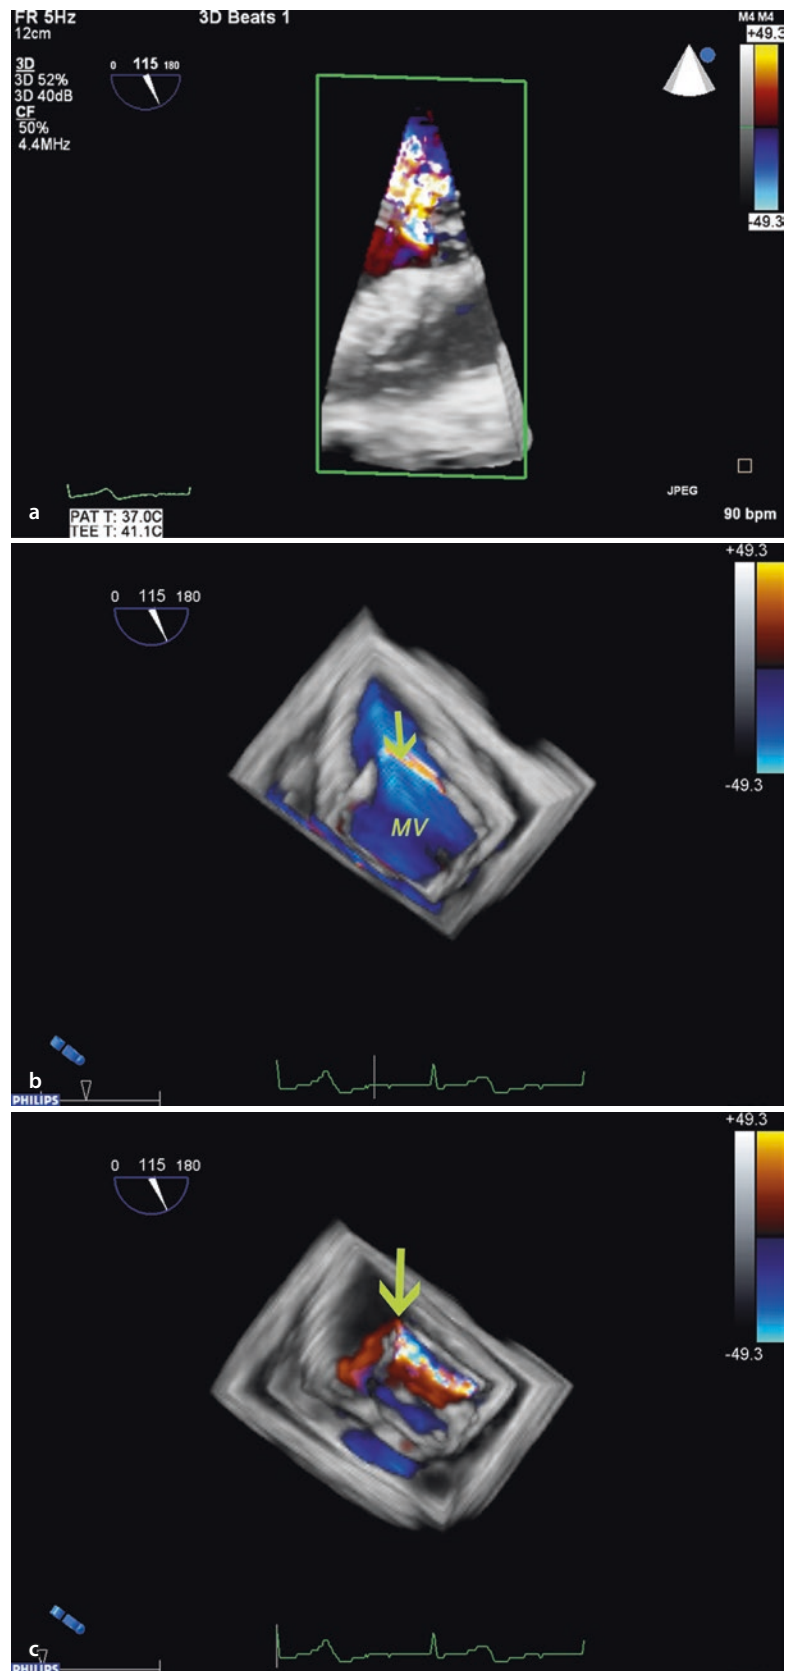 FR 5Hz
12cm
3D Beats 1
M4 M4
+49.3
3D
3D 52%
3D 40dB
CF
50%
4.4MHz
0 115 180
-49.3
JPEG
PAT T: 37.0C
TEE T: 41.1C
90 bpm
a
+49.3
0 115 180
-49.3
MV
b
PHILIPS
+49.3
0 115 180
-49.3
c
PHILIPS